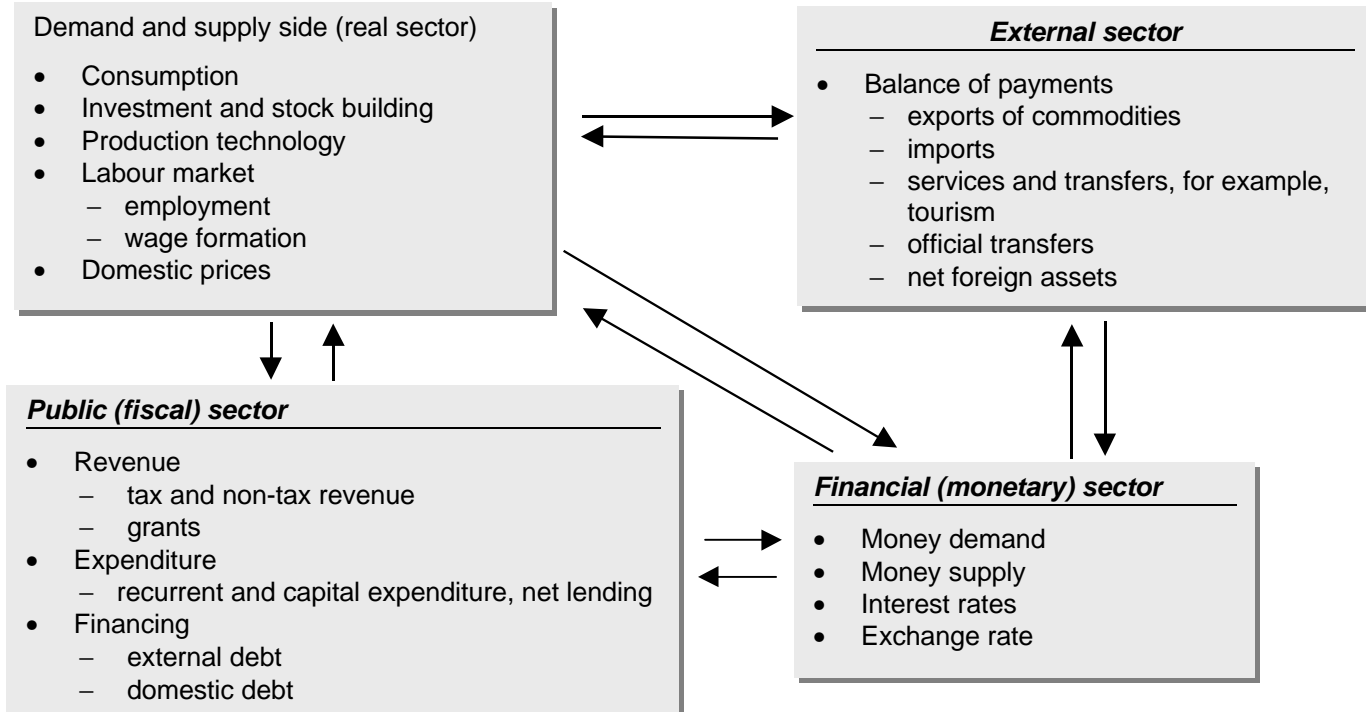 Demand and supply side (real sector)
• Consumption
• Investment and stock building
• Production technology
• Labour market
– employment
– wage formation
• Domestic prices
External sector
• Balance of payments
– exports of commodities
– imports
– services and transfers, for example,
tourism
– official transfers
– net foreign assets
Public (fiscal) sector
• Revenue
– tax and non-tax revenue
– grants
• Expenditure
– recurrent and capital expenditure, net lending
• Financing
– external debt
– domestic debt
Financial (monetary) sector
• Money demand
• Money supply
• Interest rates
• Exchange rate